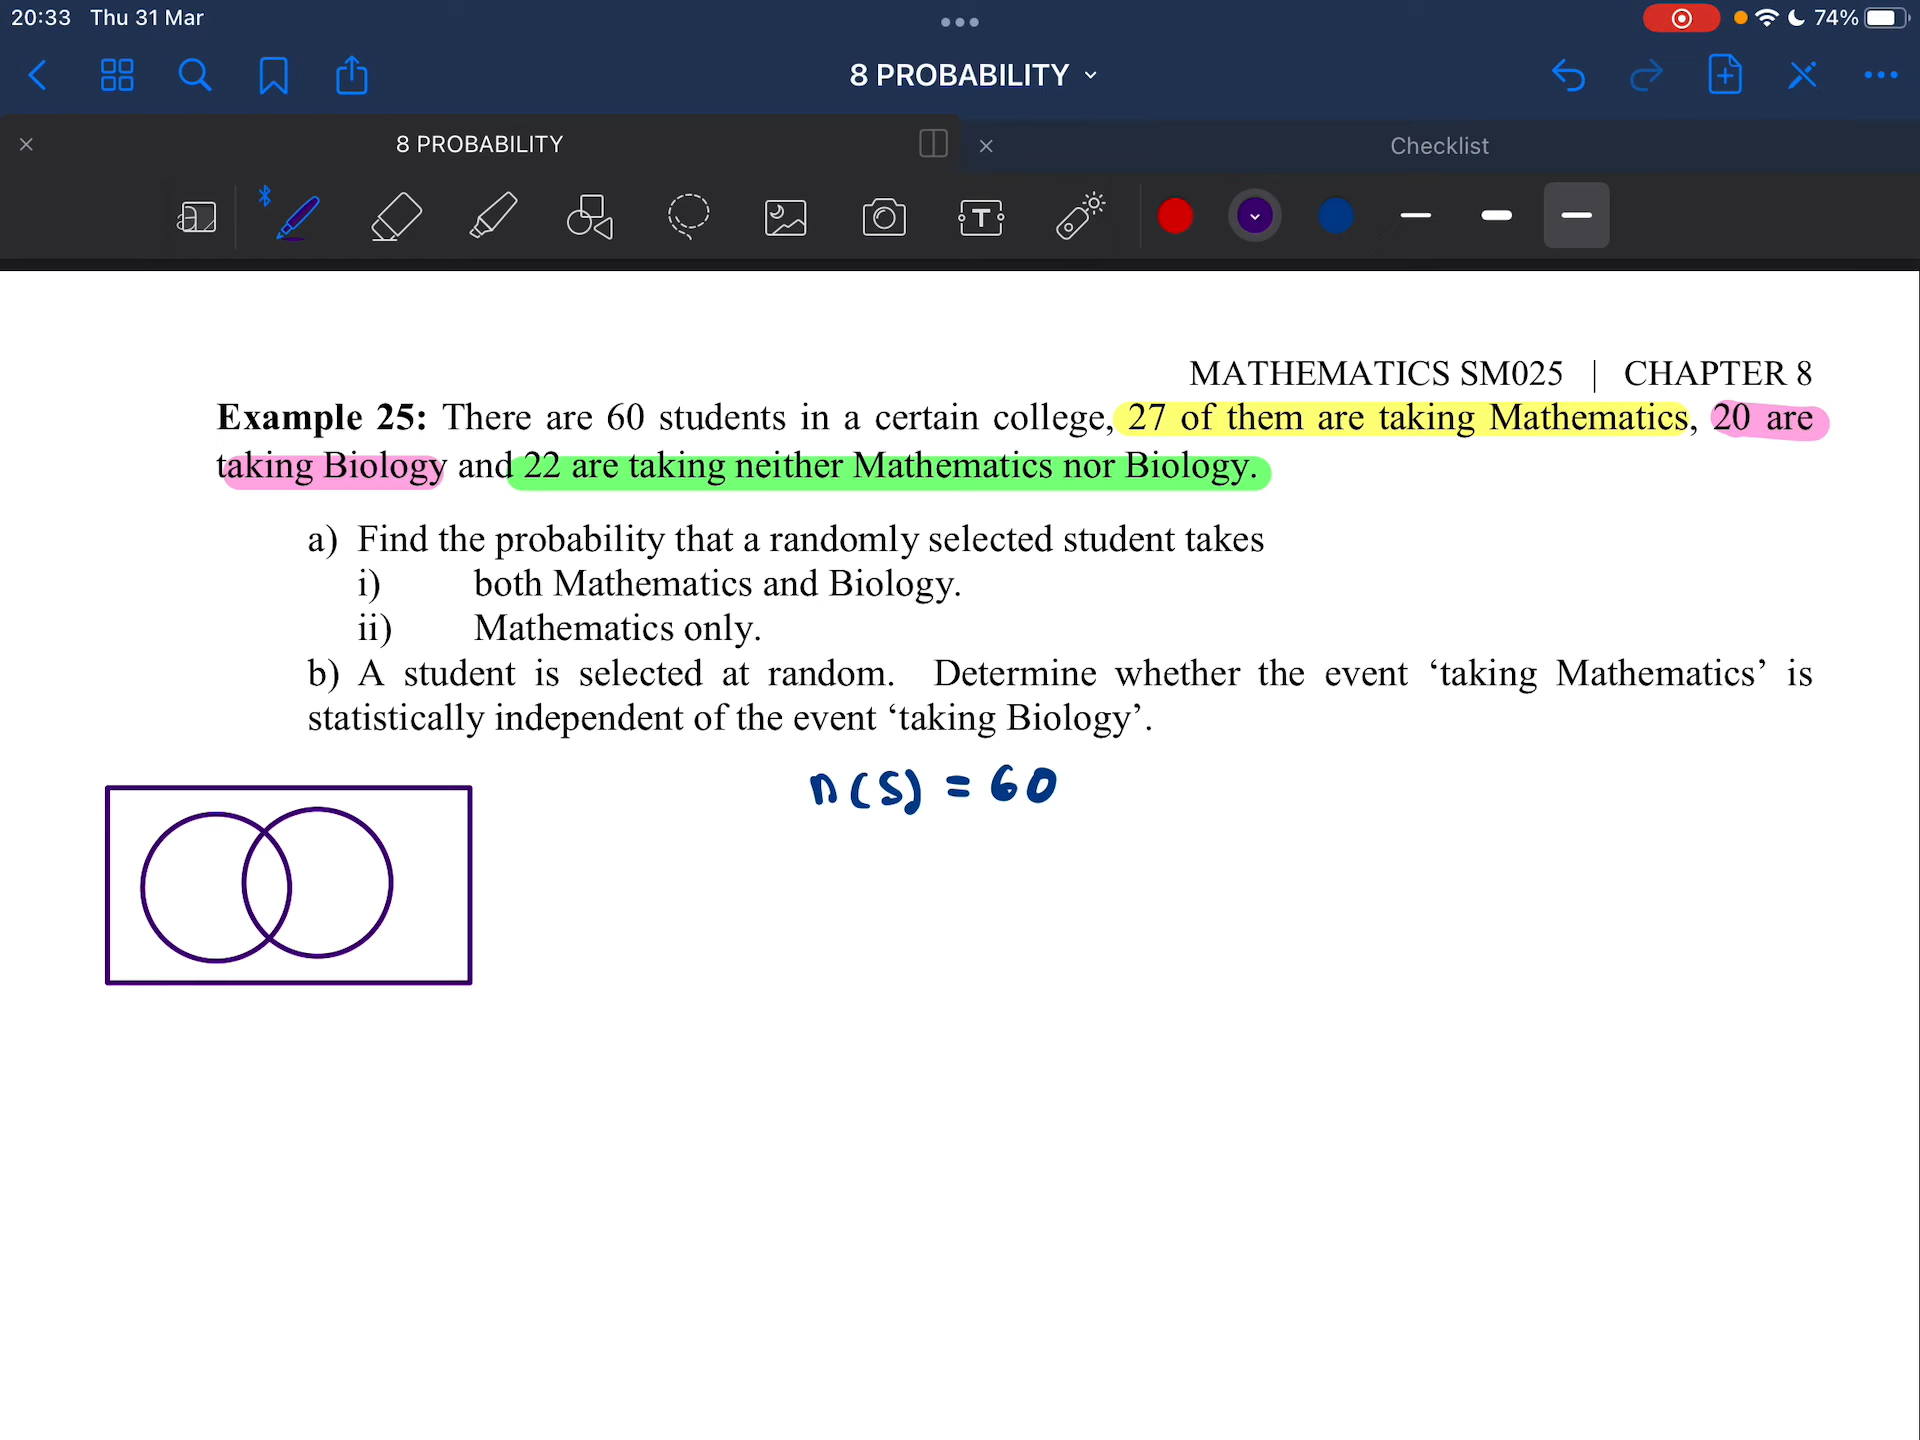 20:33 Thu 31 Mar
74%
8 PROBABILITY
8 PROBABILITY
Checklist
MATHEMATICS SM025 | CHAPTER 8
Example 25: There are 60 students in a certain college, 27 of them are taking Mathematics, 20 are
taking Biology and 22 are taking neither Mathematics nor Biology.
a) Find the probability that a randomly selected student takes
i) both Mathematics and Biology.
ii) Mathematics only.
b) A student is selected at random. Determine whether the event ‘taking Mathematics’ is
statistically independent of the event ‘taking Biology’.
n(S) = 60